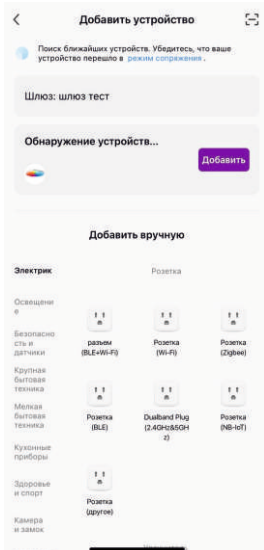 Добавить устройство
Поиск ближайших устройств. Убедитесь, что ваше
устройство перешло в режим сопряжения.
Шлюз: шлюз тест
Обнаружение устройств...
Добавить
Добавить вручную
Электрик
Розетка
Освещени
е
Безопасно
сть и
датчики
Крупная
бытовая
техника
Мелкая
бытовая
техника
Кухонные
приборы
Здоровье
и спорт
Камера
и замок
разъем
(BLE+Wi-Fi)
Розетка
(Wi-Fi)
Розетка
(Zigbee)
Розетка
(BLE)
Dualband Plug
(2.4GHz&5GH
z)
Розетка
(NB-IoT)
Розетка
(другое)